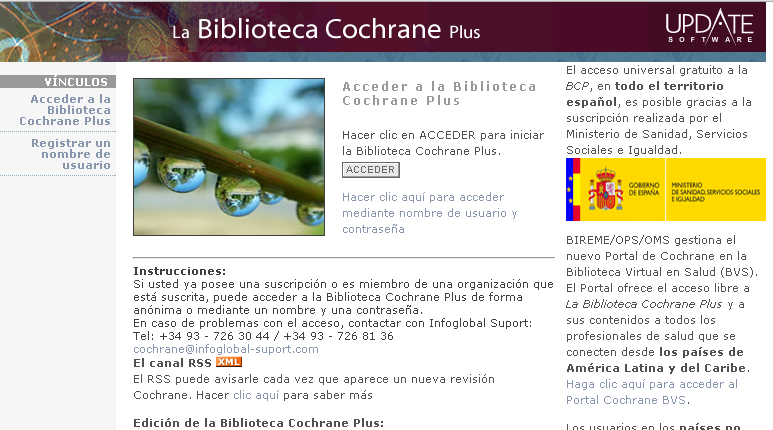 La Biblioteca Cochrane Plus
UPDATE
SOFTWARE
VÍNCULOS
Acceder a la
Biblioteca
Cochrane Plus
Registrar un
nombre de
usuario
Acceder a la Biblioteca
Cochrane Plus
Hacer clic en ACCEDER para iniciar
la Biblioteca Cochrane Plus.
ACCEDER
Hacer clic aquí para acceder
mediante nombre de usuario y
contraseña
Instrucciones:
Si usted ya posee una suscripción o es miembro de una organización que
está suscrita, puede acceder a la Biblioteca Cochrane Plus de forma
anónima o mediante un nombre y una contraseña.
En caso de problemas con el acceso, contactar con Infoglobal Suport:
Tel: +34 93 - 726 30 44 / +34 93 - 726 81 36
cochrane@infoglobal-suport.com
El canal RSS XML
El RSS puede avisarle cada vez que aparece un nueva revisión
Cochrane. Hacer clic aquí para saber más
Edición de la Biblioteca Cochrane Plus:
El acceso universal gratuito a la
BCP, en todo el territorio
español, es posible gracias a la
suscripción realizada por el
Ministerio de Sanidad, Servicios
Sociales e Igualdad.
GOBIERNO
DE ESPAÑA
MINISTERIO
DE SANIDAD, SERVICIOS SOCIALES
E IGUALDAD
BIREME/OPS/OMS gestiona el
nuevo Portal de Cochrane en la
Biblioteca Virtual en Salud (BVS).
El Portal ofrece el acceso libre a
La Biblioteca Cochrane Plus y a
sus contenidos a todos los
profesionales de salud que se
conecten desde los países de
América Latina y del Caribe.
Haga clic aquí para acceder al
Portal Cochrane BVS.
Los usuarios en los países no